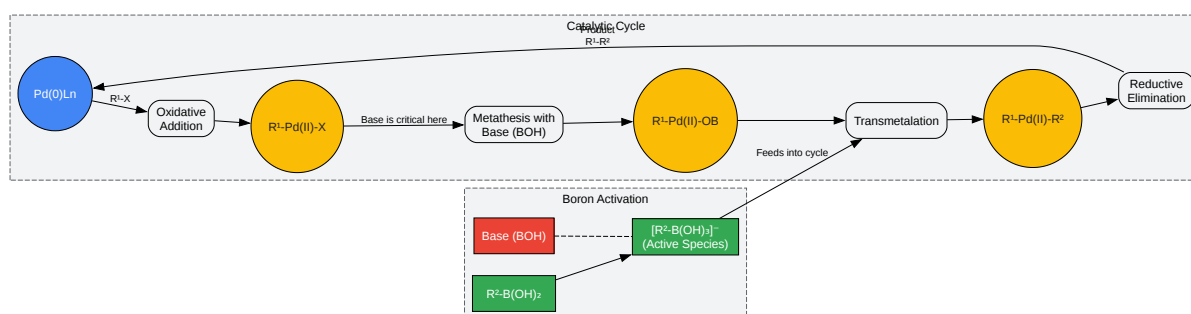 Catalytic Cycle
Product
R¹-R²
Pd(0)Ln
R¹-X
Oxidative
Addition
R¹-Pd(II)-X
Base is critical here
Metathesis with
Base (BOH)
R¹-Pd(II)-OB
Transmetalation
R¹-Pd(II)-R²
Reductive
Elimination
Feeds into cycle
Boron Activation
Base (BOH)
[R²-B(OH)₃]⁻
(Active Species)
R²-B(OH)₂